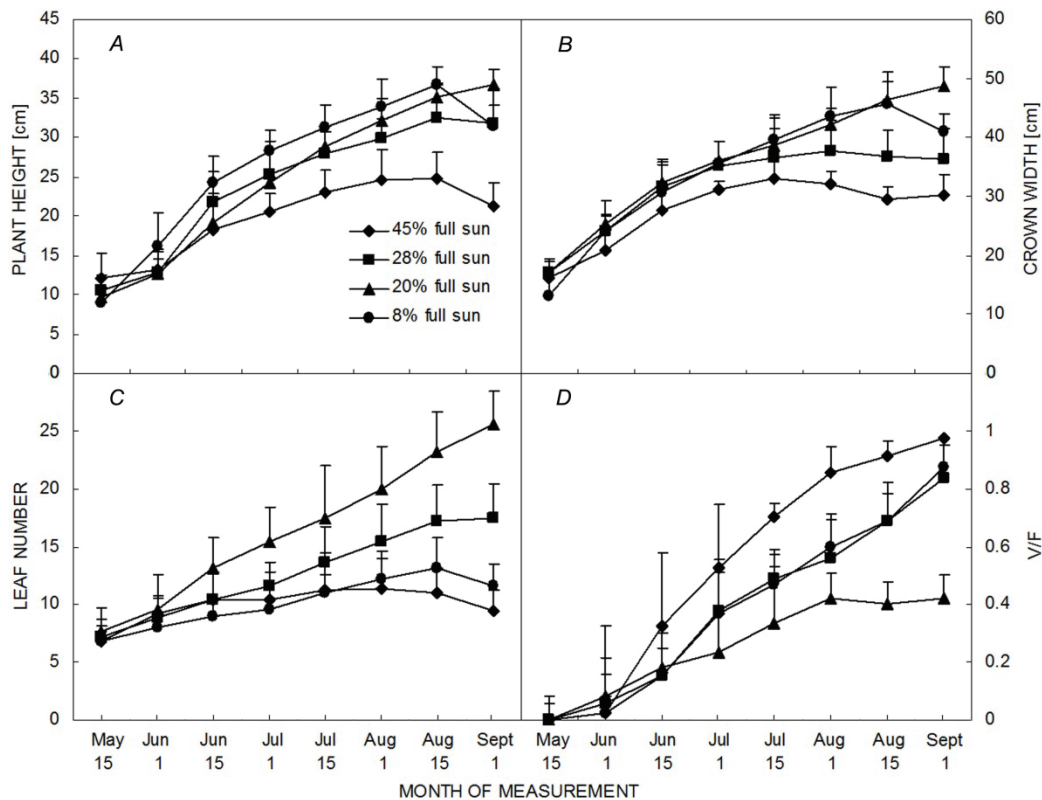 A
B
C
D
PLANT HEIGHT [cm]
45
40
35
30
25
20
15
10
5
0
45% full sun
28% full sun
20% full sun
8% full sun
60
50
40
30
20
10
0
CROWN WIDTH [cm]
LEAF NUMBER
25
20
15
10
5
0
1
0.8
0.6
0.4
0.2
0
V/F
May Jun Jun Jul Jul Aug Aug Sept
15 1 15 1 15 1 15 1
May Jun Jun Jul Jul Aug Aug Sept
15 1 15 1 15 1 15 1
MONTH OF MEASUREMENT